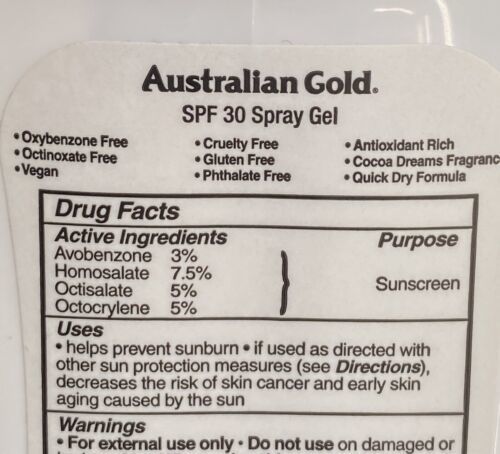 Australian Gold.
SPF 30 Spray Gel
• Oxybenzone Free
• Octinoxate Free
• Vegan
• Cruelty Free
• Gluten Free
• Phthalate Free
• Antioxidant Rich
• Cocoa Dreams Fragranc
• Quick Dry Formula
Drug Facts
Active Ingredients Purpose
Avobenzone 3%
Homosalate 7.5%
Octisalate 5%
Octocrylene 5%
Sunscreen
Uses
• helps prevent sunburn • if used as directed with
other sun protection measures (see Directions),
decreases the risk of skin cancer and early skin
aging caused by the sun
Warnings
• For external use only • Do not use on damaged or